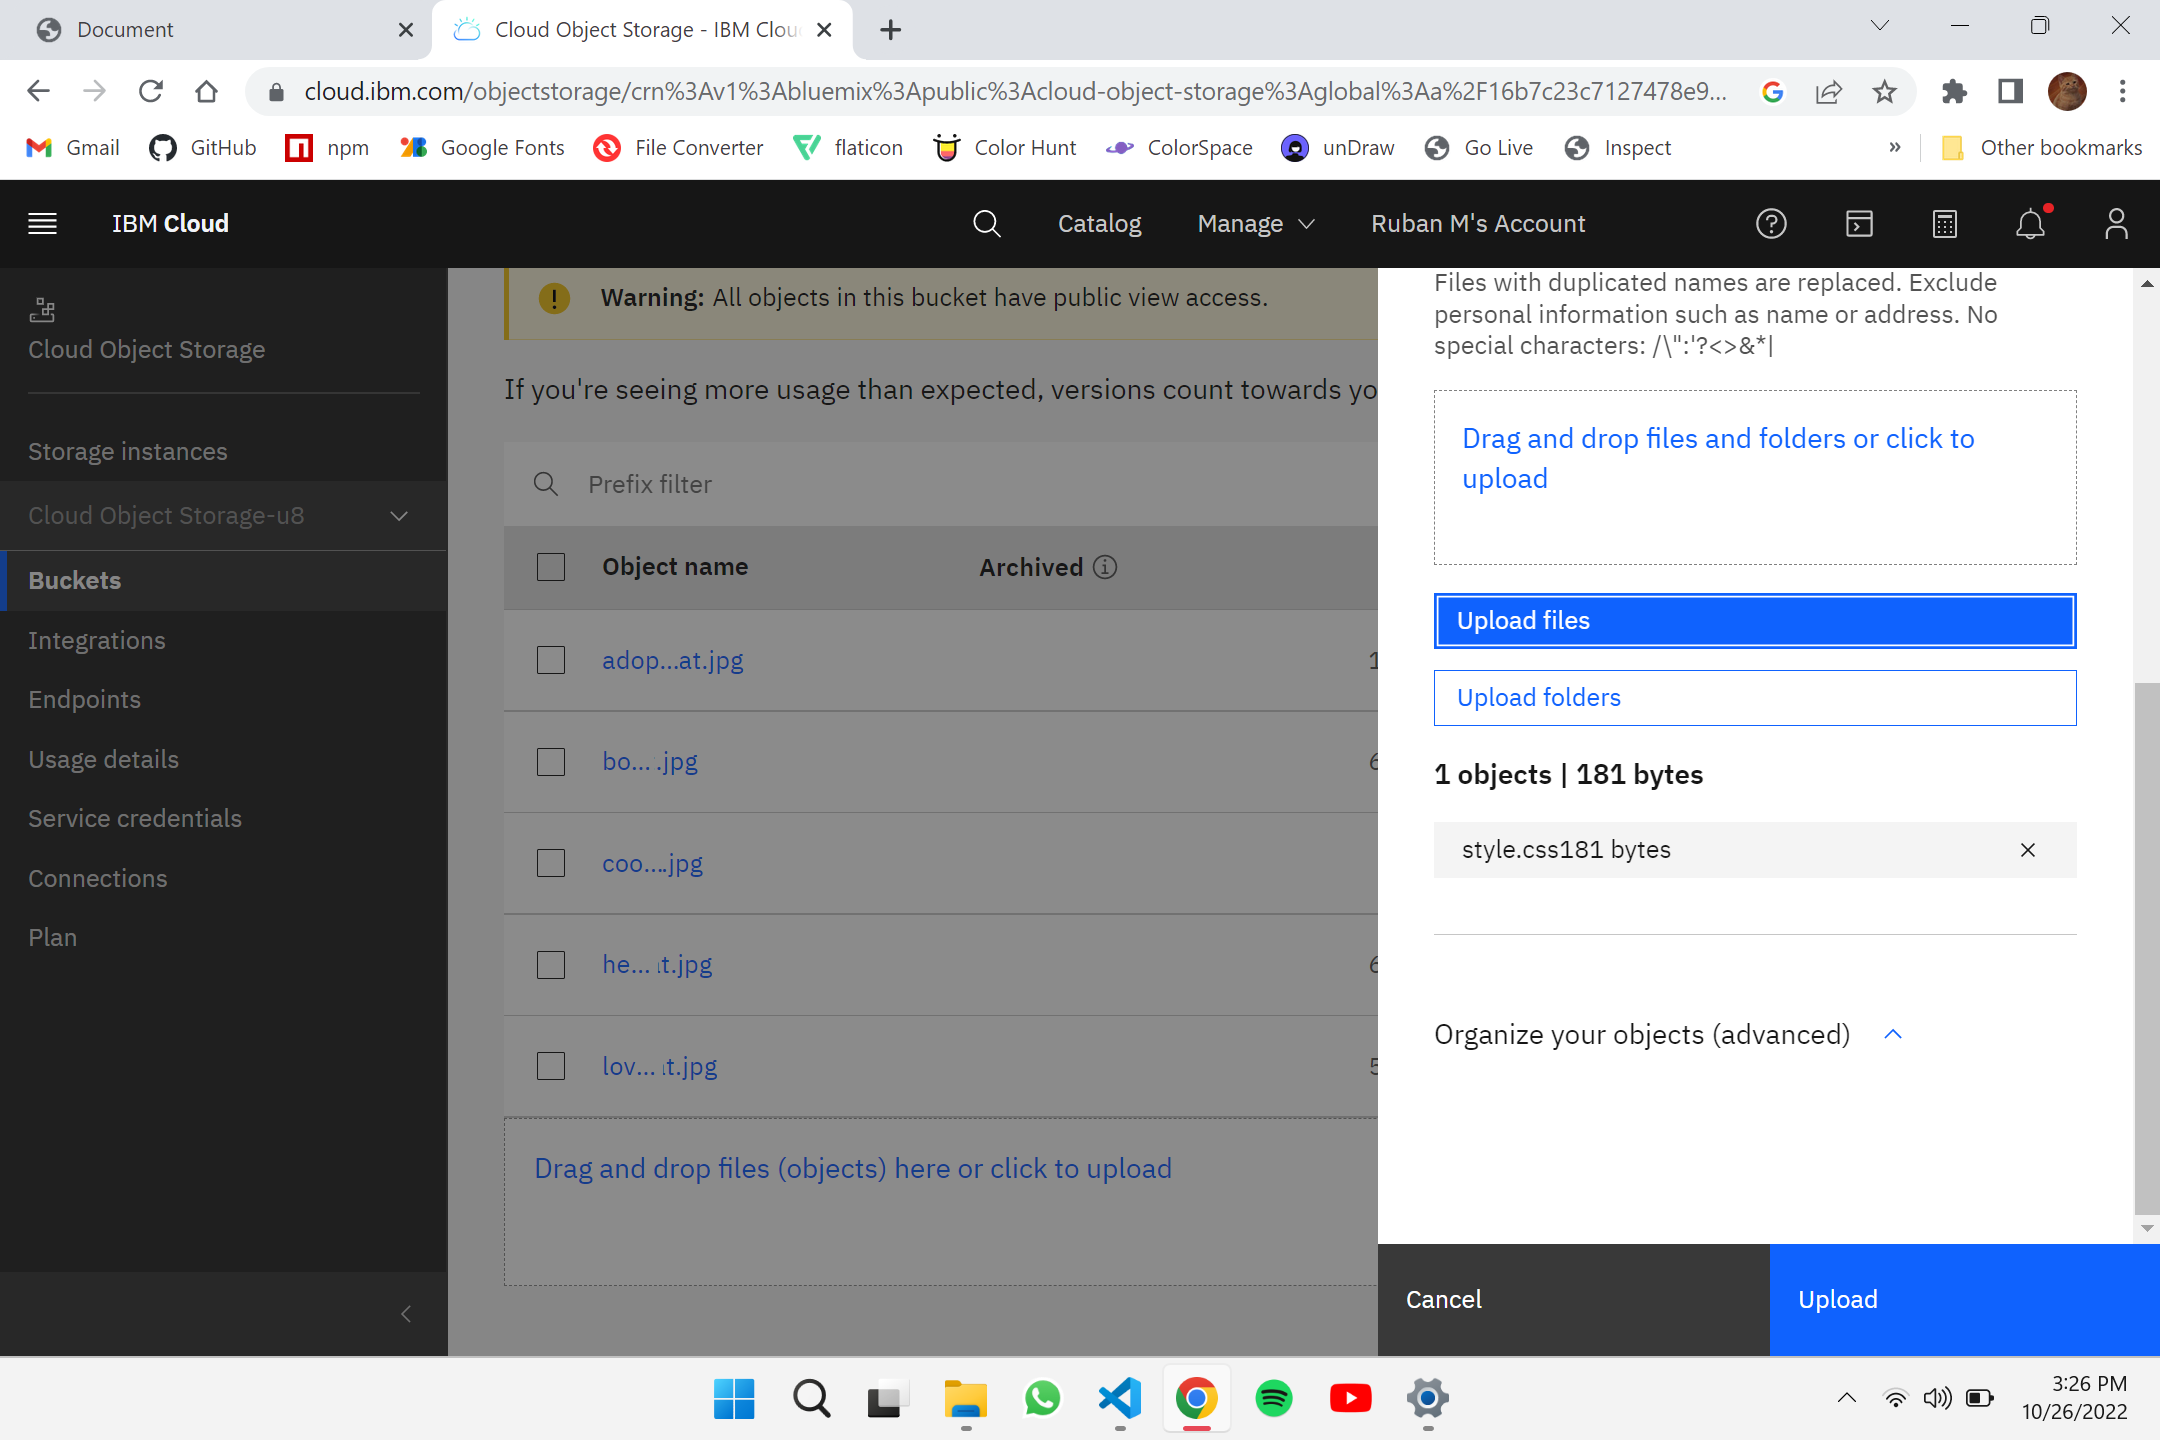 Document
Cloud Object Storage - IBM Clou
cloud.ibm.com/objectstorage/crn%3Av1%3Abluemix%3Apublic%3Acloud-object-storage%3Aglobal%3Aa%2F16b7c23c7127478e9...
Gmail
GitHub
npm
Google Fonts
File Converter
flaticon
Color Hunt
ColorSpace
unDraw
Go Live
Inspect
»
Other bookmarks
IBM Cloud
Catalog
Manage
Ruban M's Account
Cloud Object Storage
Storage instances
Cloud Object Storage-u8
Buckets
Integrations
Endpoints
Usage details
Service credentials
Connections
Plan
Warning: All objects in this bucket have public view access.
If you're seeing more usage than expected, versions count towards yo
Prefix filter
Object name
Archived
adop...at.jpg
bo... .jpg
coo....jpg
he... t.jpg
lov... t.jpg
Drag and drop files (objects) here or click to upload
Files with duplicated names are replaced. Exclude
personal information such as name or address. No
special characters: /\":'?<>&*|
Drag and drop files and folders or click to
upload
Upload files
Upload folders
1 objects | 181 bytes
style.css181 bytes
Organize your objects (advanced)
Cancel
Upload
3:26 PM
10/26/2022